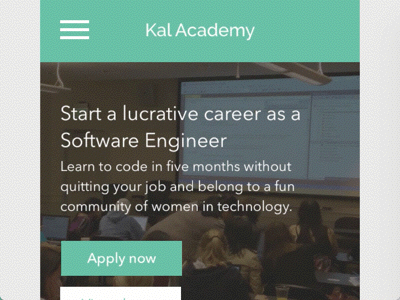 Kal Academy
Start a lucrative career as a
Software Engineer
Learn to code in five months without
quitting your job and belong to a fun
community of women in technology.
Apply now